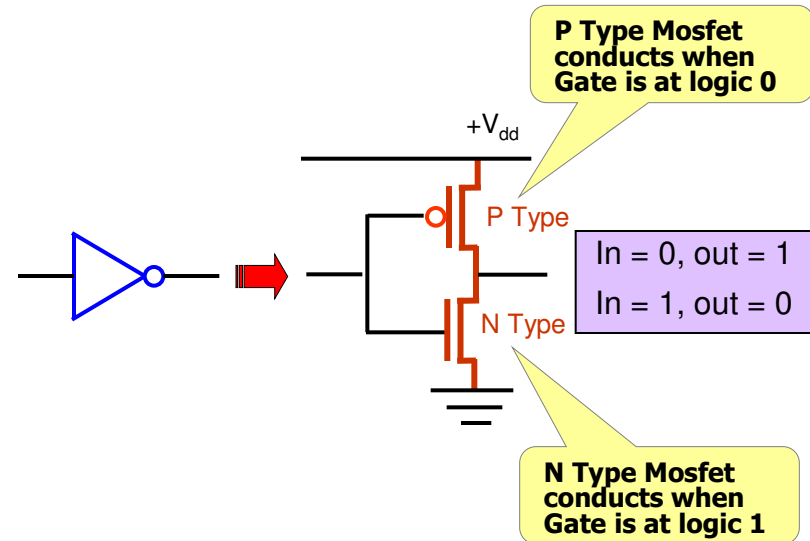 P Type Mosfet
conducts when
Gate is at logic 0
+Vdd
P Type
In = 0, out = 1
In = 1, out = 0
N Type
N Type Mosfet
conducts when
Gate is at logic 1